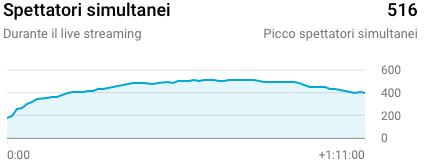 Spettatori simultanei 516
Durante il live streaming Picco spettatori simultanei
600
400
200
0
0:00 +1:11:00